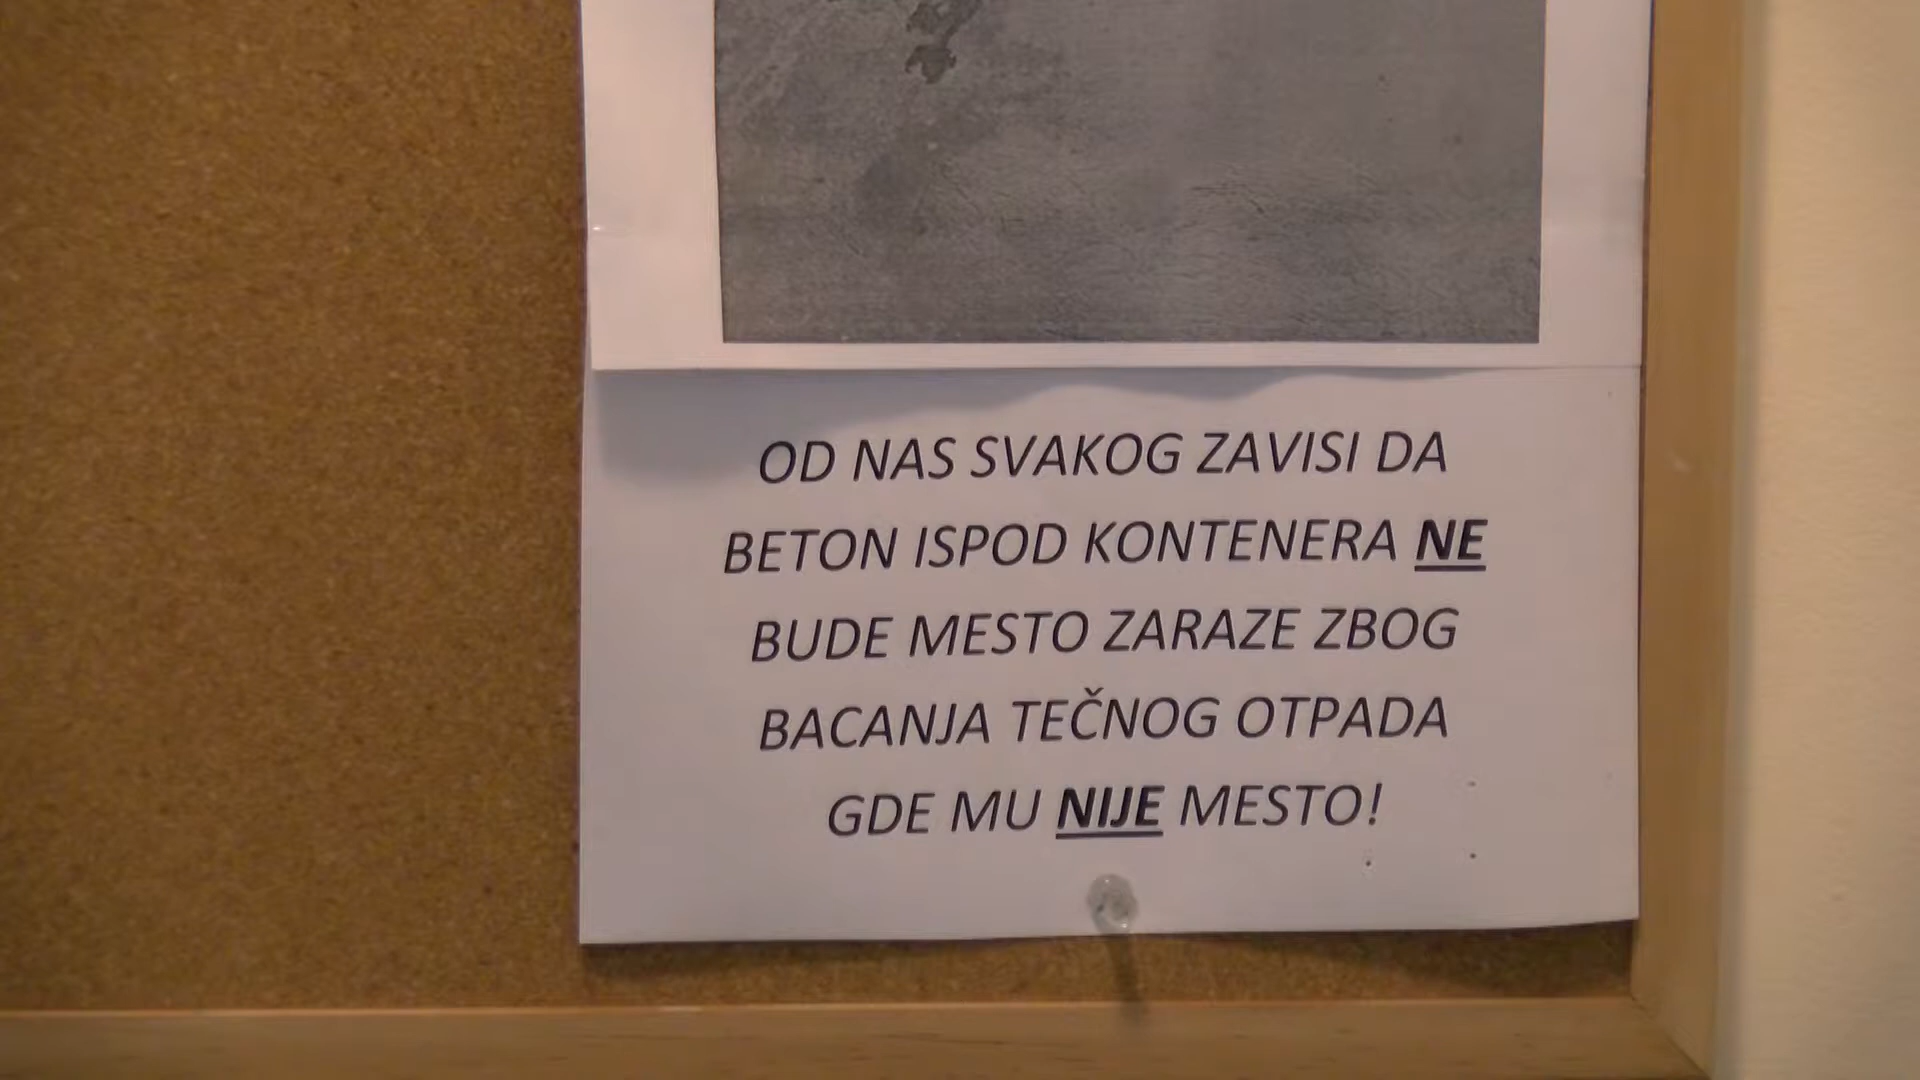 OD NAS SVAKOG ZAVISI DA
BETON ISPOD KONTENERA NE
BUDE MESTO ZARAZE ZBOG
BACANJA TEČNOG OTPADA
GDE MU NIJE MESTO!